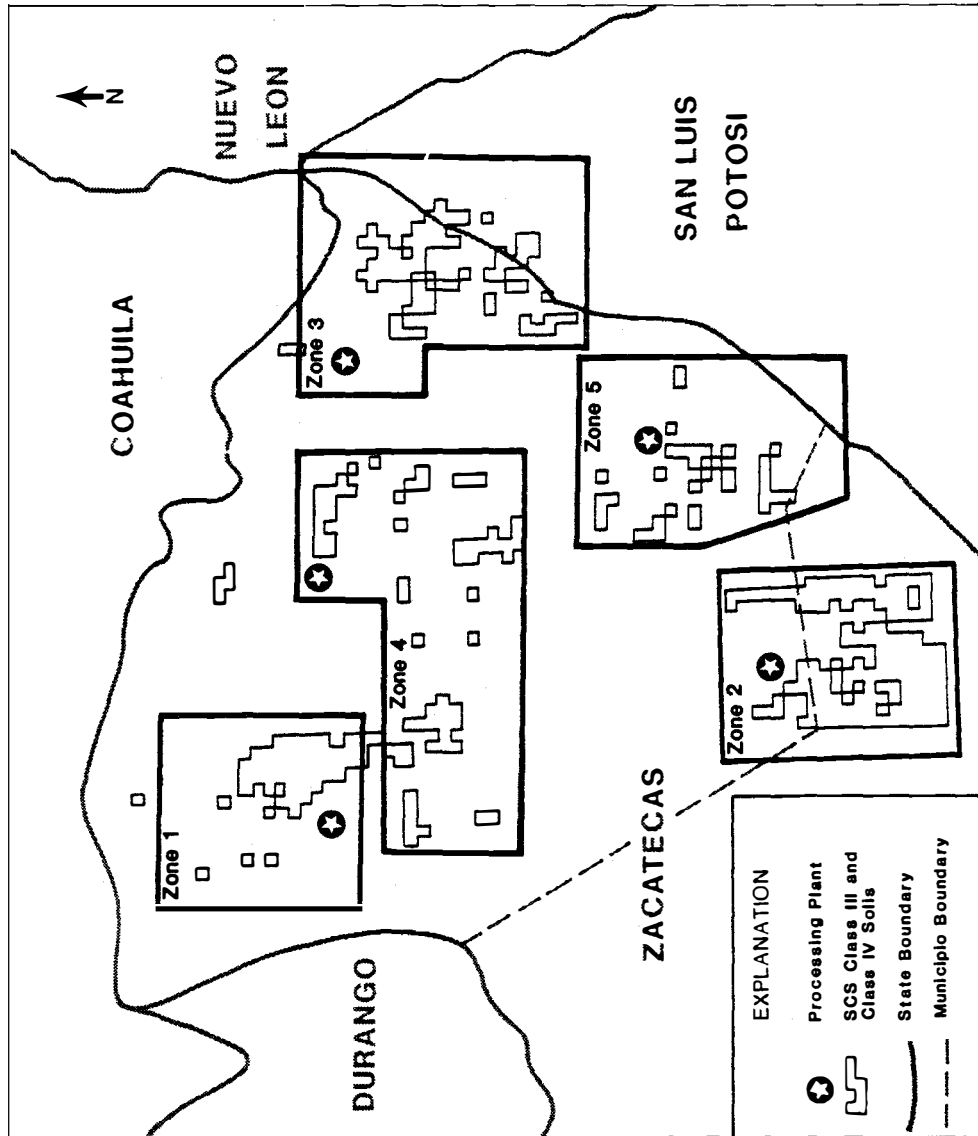 N
NUEVO
LEON
COAHUILA
SAN LUIS
POTOSI
Zone 3
Zone 5
Zone 4
Zone 1
Zone 2
DURANGO
ZACATECAS
EXPLANATION
Processing Plant
SCS Class III and
Class IV Soils
State Boundary
Municipio Boundary